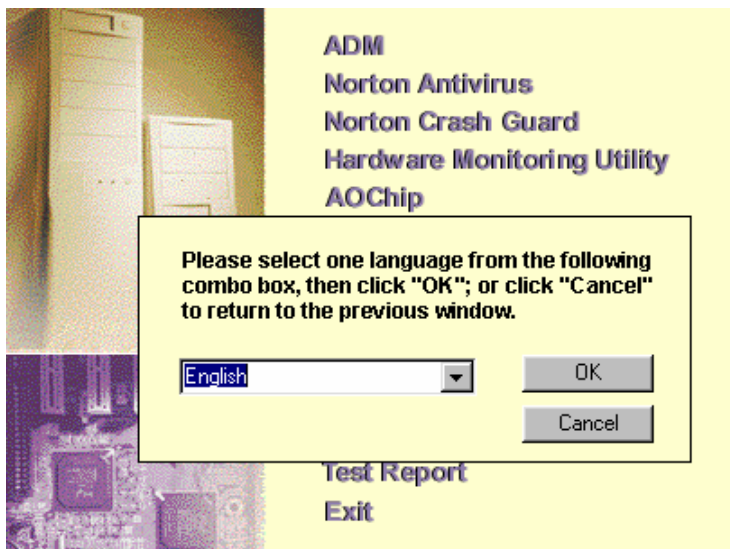 ADM
Norton Antivirus
Norton Crash Guard
Hardware Monitoring Utility
AOChip
Please select one language from the following
combo box, then click "OK"; or click "Cancel"
to return to the previous window.
English
OK
Cancel
Test Report
Exit